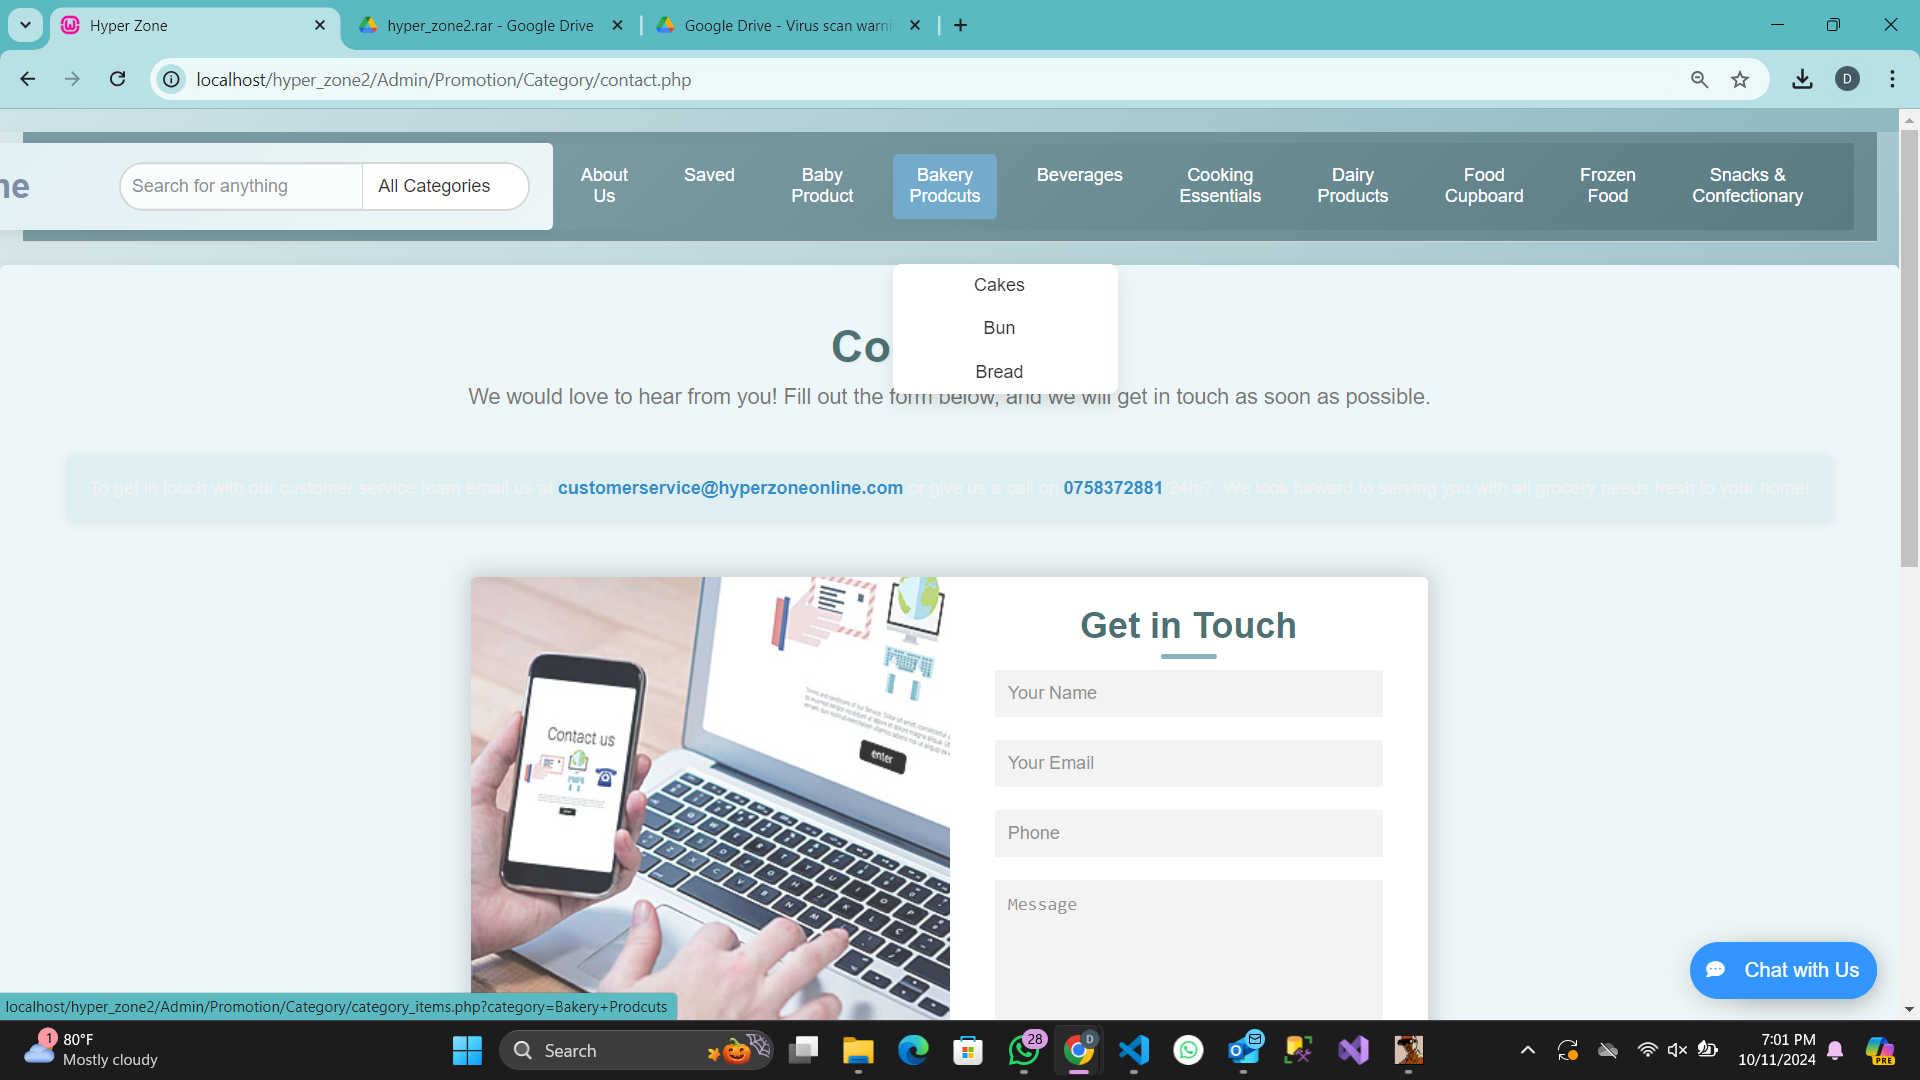 Hyper Zone
hyper_zone2.rar - Google Drive
Google Drive - Virus scan warni
localhost/hyper_zone2/Admin/Promotion/Category/contact.php
D
ne
Search for anything
All Categories
About Us
Saved
Baby Product
Bakery Prodcuts
Beverages
Cooking Essentials
Dairy Products
Food Cupboard
Frozen Food
Snacks & Confectionary
Cakes
Bun
Bread
Co
We would love to hear from you! Fill out the form below, and we will get in touch as soon as possible.
To get in touch with our customer service team email us at customerservice@hyperzoneonline.com or give us a call on 0758372881 24h/7. We look forward to serving you with all grocery needs fresh to your home!
Contact us
enter
Get in Touch
Your Name
Your Email
Phone
Message
Chat with Us
localhost/hyper_zone2/Admin/Promotion/Category/category_items.php?category=Bakery+Prodcuts
1
80°F
Mostly cloudy
Search
28
D
7:01 PM
10/11/2024
PRE